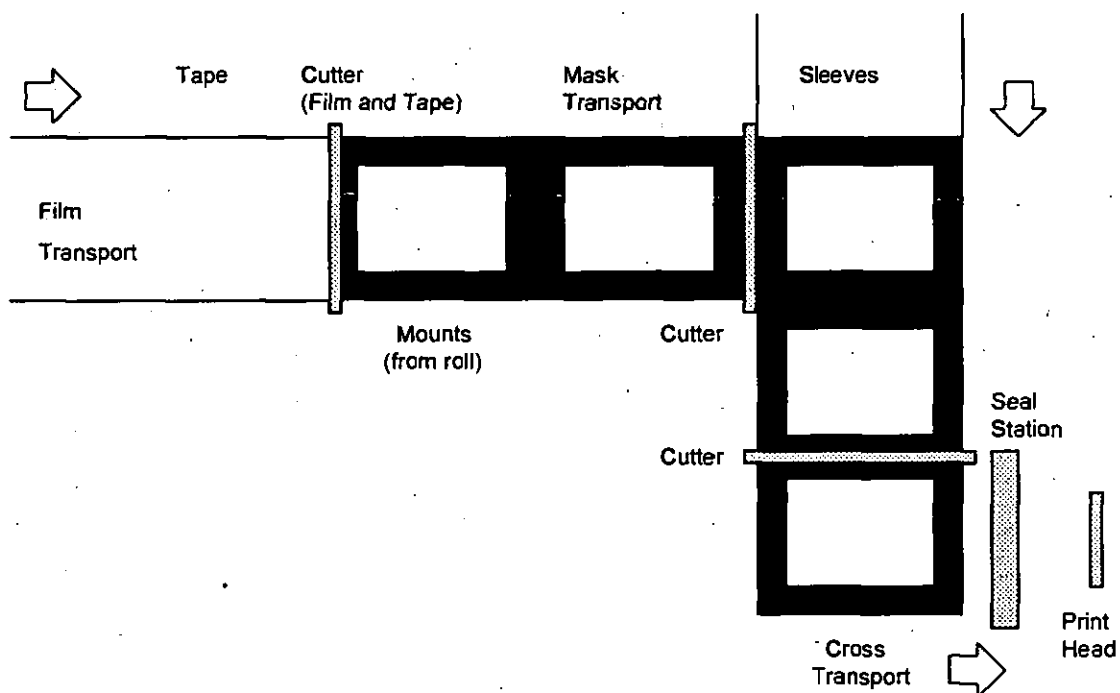 Tape
Cutter
(Film and Tape)
Mask
Transport
Sleeves
Film
Transport
Mounts
(from roll)
Cutter
Cutter
Seal
Station
Print
Head
Cross
Transport